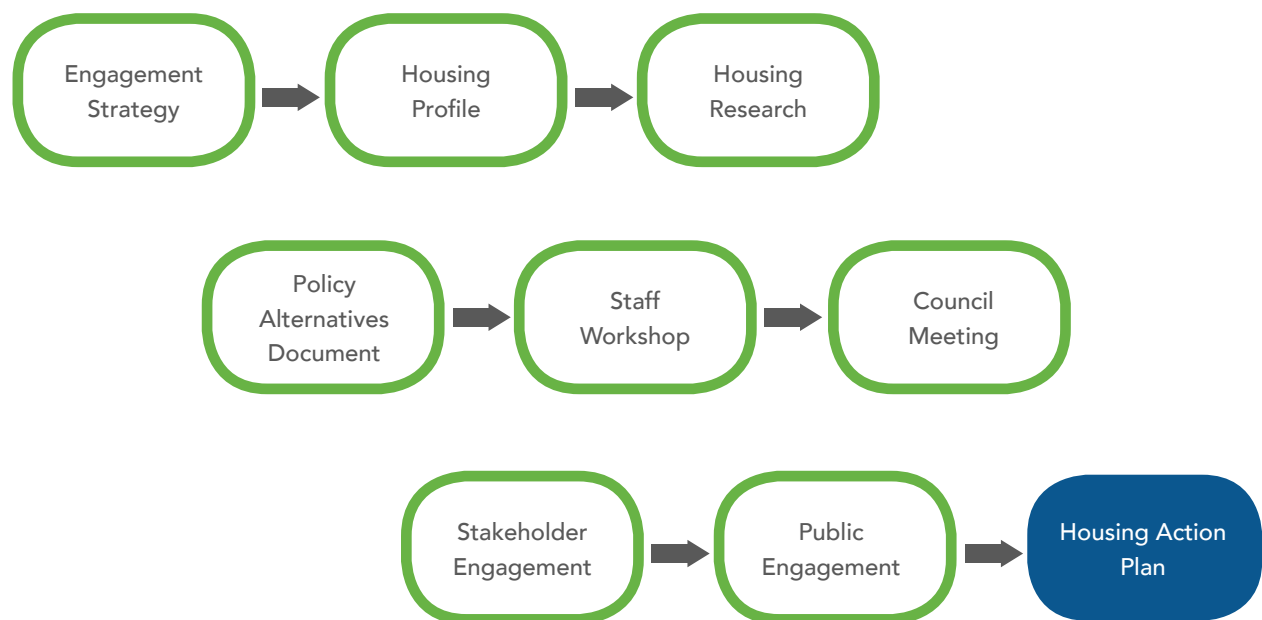 Engagement
Strategy
Housing
Profile
Housing
Research
Policy
Alternatives
Document
Staff
Workshop
Council
Meeting
Stakeholder
Engagement
Public
Engagement
Housing Action
Plan